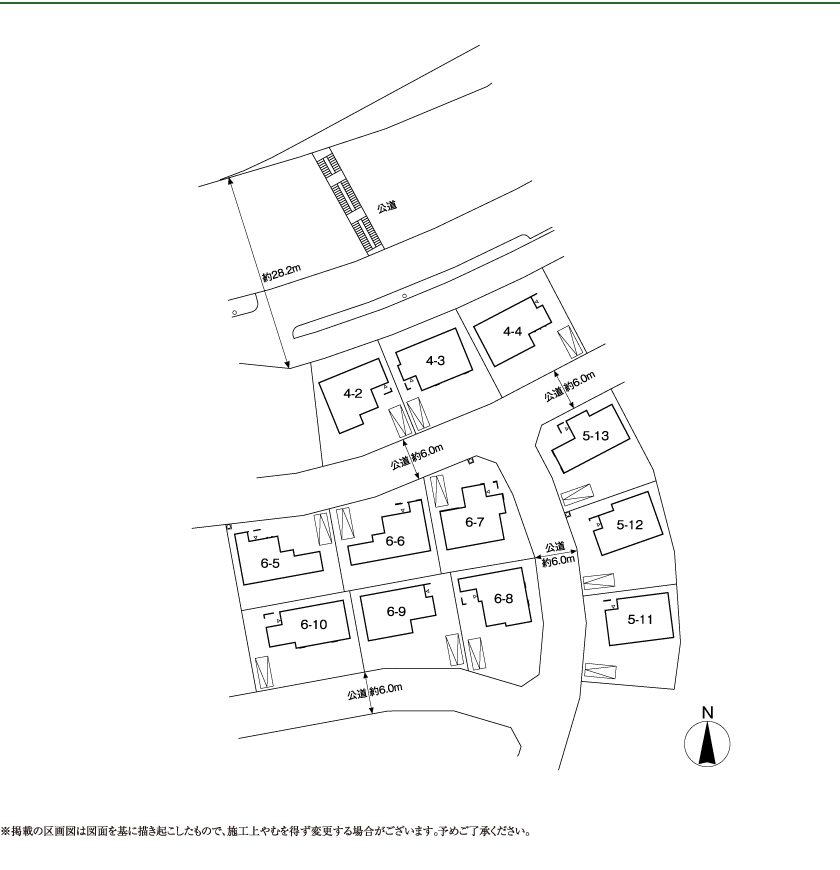 公道
約28.2m
4-4
4-3
4-2
公道 約6.0m
5-13
公道 約6.0m
6-7
5-12
6-6
公道
約6.0m
6-5
6-8
6-9
5-11
6-10
公道 約6.0m
N
※掲載の区画図は図面を基に描き起こしたもので、施工上やむを得ず変更する場合がございます。予めご了承ください。